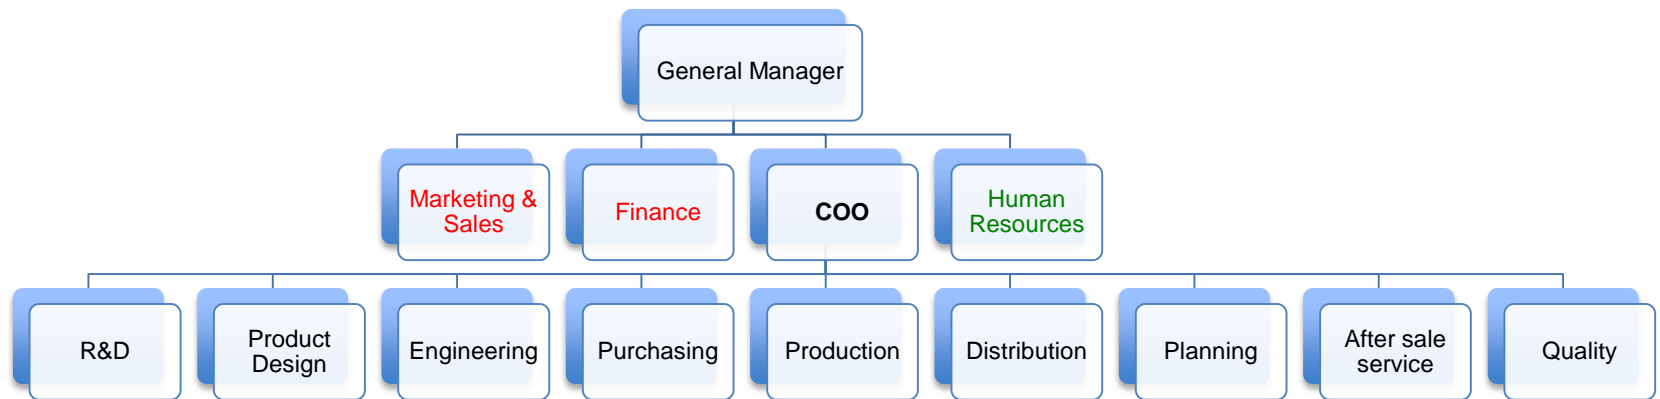 General Manager
Marketing &
Sales
Finance
COO
Human
Resources
R&D
Product
Design
Engineering
Purchasing
Production
Distribution
Planning
After sale
service
Quality